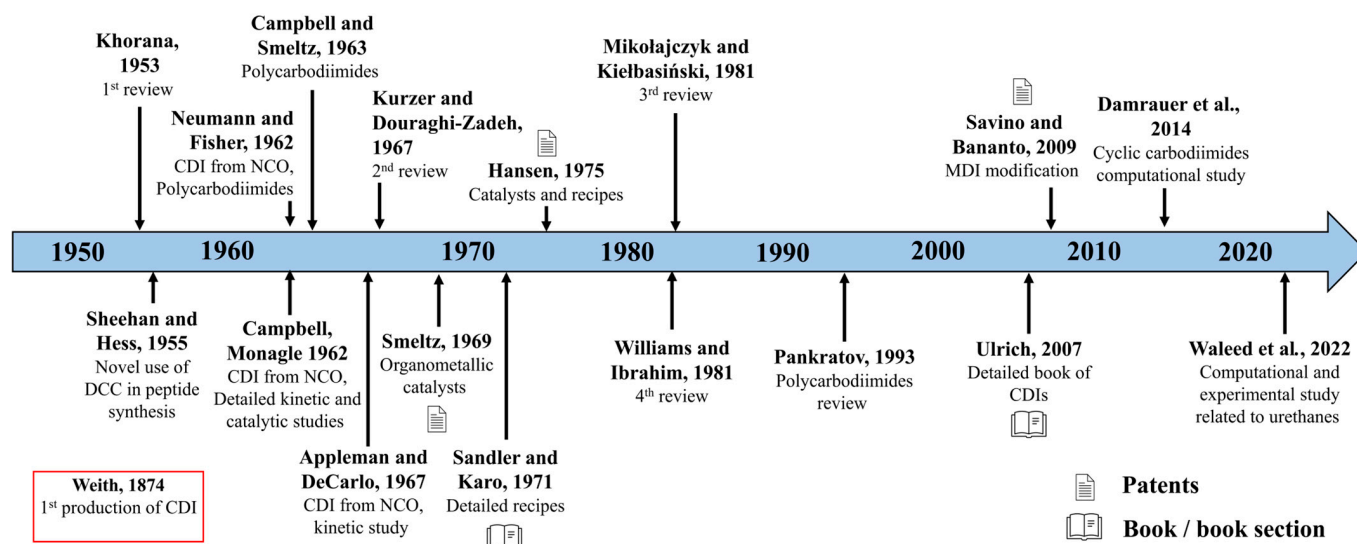 Khorana,
1953
1st review
Neumann and
Fisher, 1962
CDI from NCO,
Polycarbodiimides
Campbell and
Smeltz, 1963
Polycarbodiimides
Kurzer and
Douraghi-Zadeh,
1967
2nd review
Hansen, 1975
Catalysts and recipes
Mikołajczyk and
Kiełbasiński, 1981
3rd review
Savino and
Bananto, 2009
MDI modification
Damrauer et al.,
2014
Cyclic carbodiimides
computational study
1950 1960 1970 1980 1990 2000 2010 2020
Sheehan and
Hess, 1955
Novel use of
DCC in peptide
synthesis
Campbell,
Monagle 1962
CDI from NCO,
Detailed kinetic and
catalytic studies
Appleman and
DeCarlo, 1967
CDI from NCO,
kinetic study
Smeltz, 1969
Organometallic
catalysts
Sandler and
Karo, 1971
Detailed recipes
Williams and
Ibrahim, 1981
4th review
Pankratov, 1993
Polycarbodiimides
review
Ulrich, 2007
Detailed book of
CDIs
Waleed et al., 2022
Computational and
experimental study
related to urethanes
Weith, 1874
1st production of CDI
Patents
Book / book section